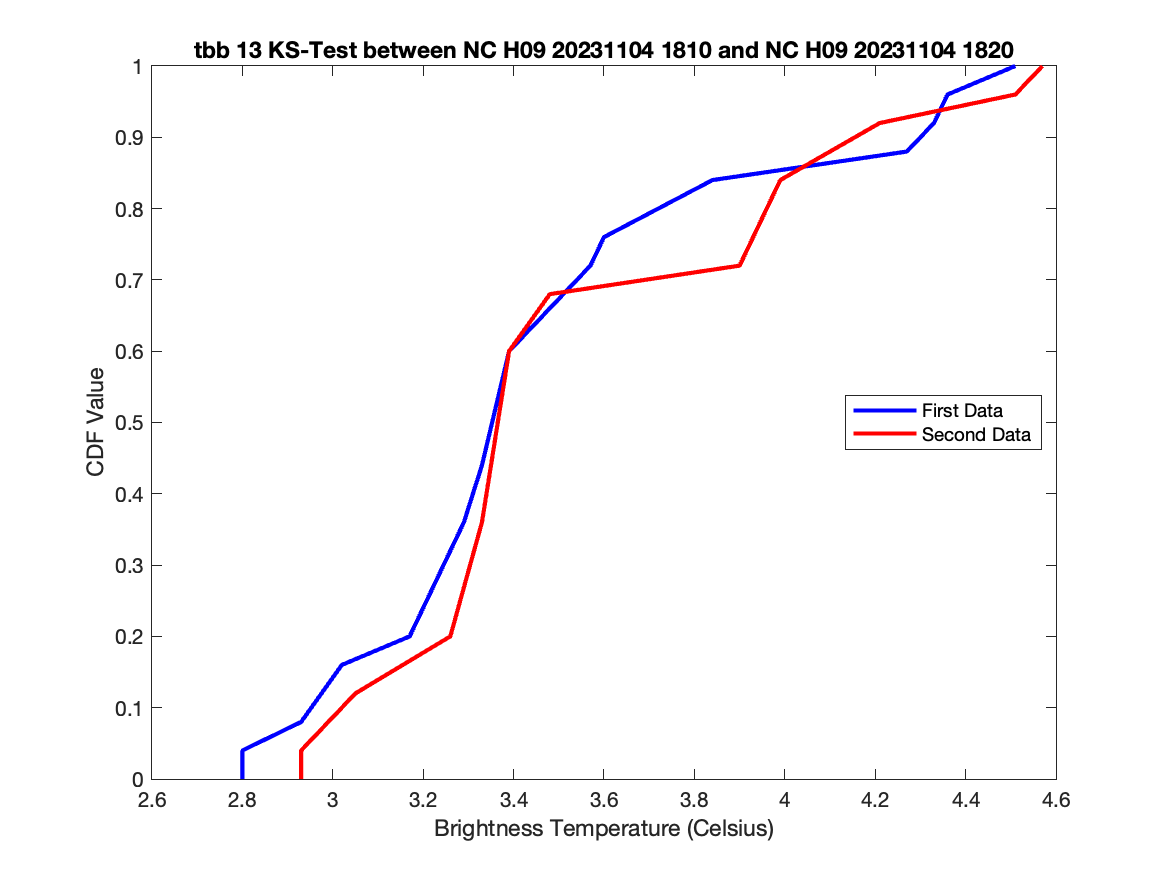 tbb 13 KS-Test between NC H09 20231104 1810 and NC H09 20231104 1820
1
0.9
0.8
0.7
0.6
0.5
0.4
0.3
0.2
0.1
0
CDF Value
First Data
Second Data
2.6 2.8 3 3.2 3.4 3.6 3.8 4 4.2 4.4 4.6
Brightness Temperature (Celsius)